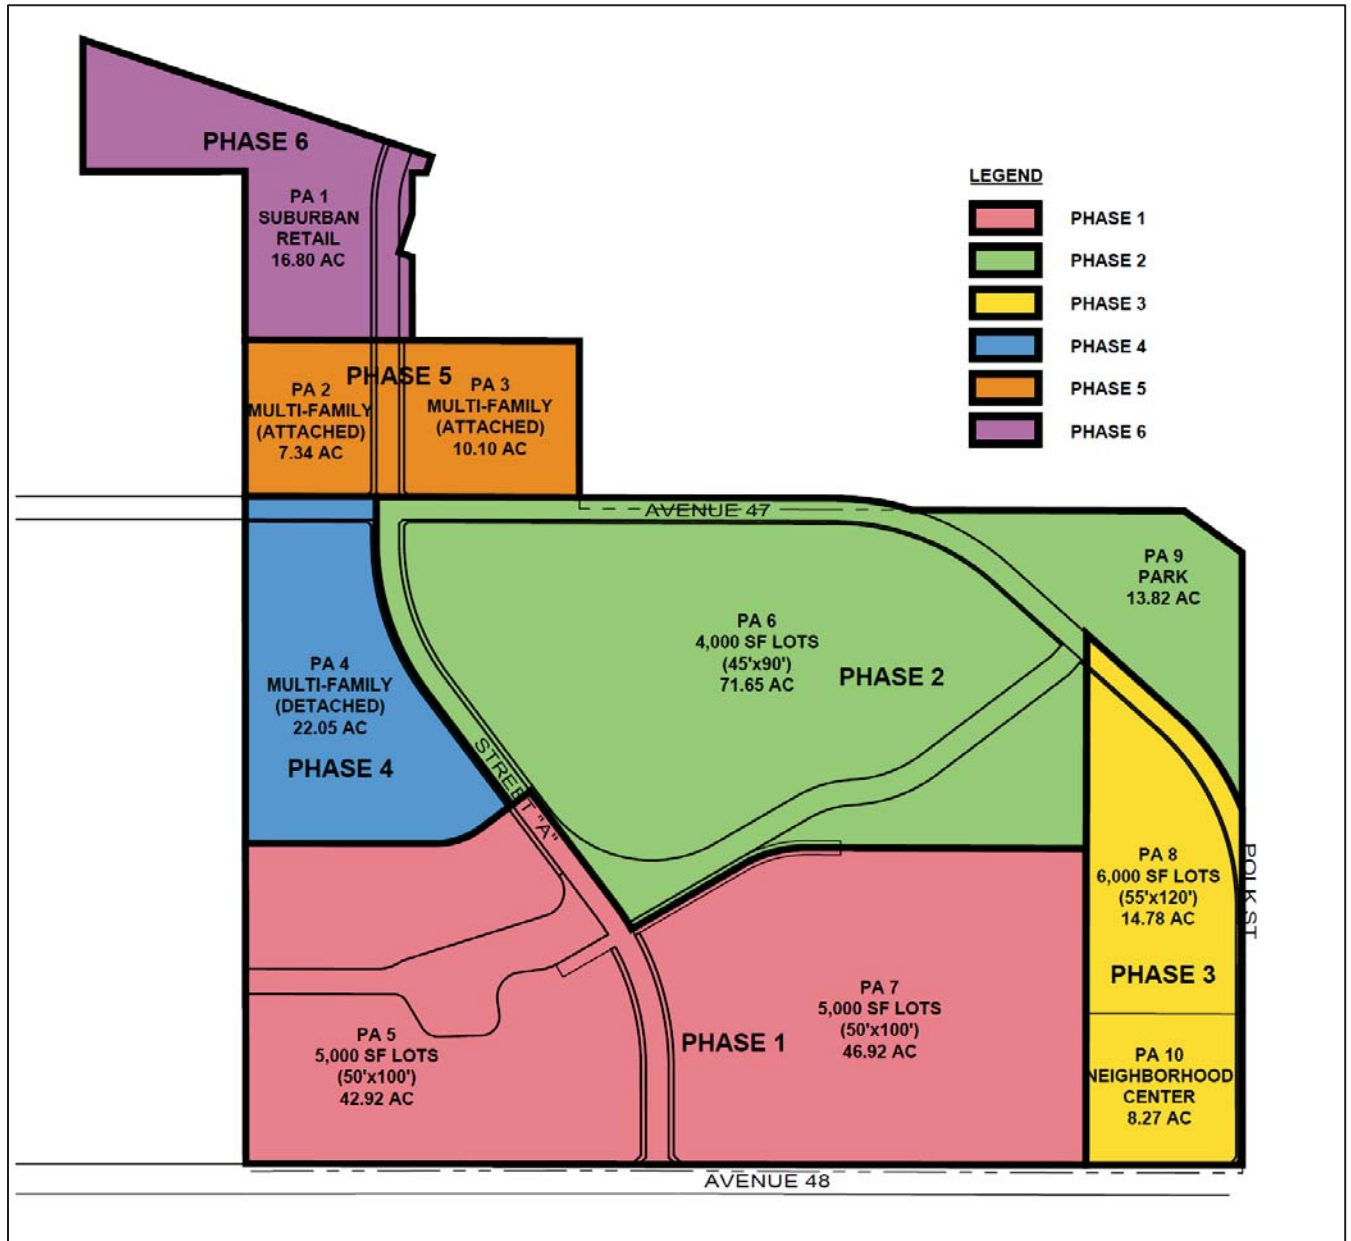 PHASE 6
PA 1
SUBURBAN
RETAIL
16.80 AC
LEGEND
PHASE 1
PHASE 2
PHASE 3
PHASE 4
PHASE 5
PHASE 6
PHASE 5
PA 2
MULTI-FAMILY
(ATTACHED)
7.34 AC
PA 3
MULTI-FAMILY
(ATTACHED)
10.10 AC
AVENUE 47
PA 9
PARK
13.82 AC
PA 6
4,000 SF LOTS
(45'x90')
71.65 AC
PHASE 2
PA 4
MULTI-FAMILY
(DETACHED)
22.05 AC
PHASE 4
STREET "A"
PA 8
6,000 SF LOTS
(55'x120')
14.78 AC
PHASE 3
POLK ST
PA 7
5,000 SF LOTS
(50'x100')
46.92 AC
PHASE 1
PA 5
5,000 SF LOTS
(50'x100')
42.92 AC
PA 10
NEIGHBORHOOD
CENTER
8.27 AC
AVENUE 48